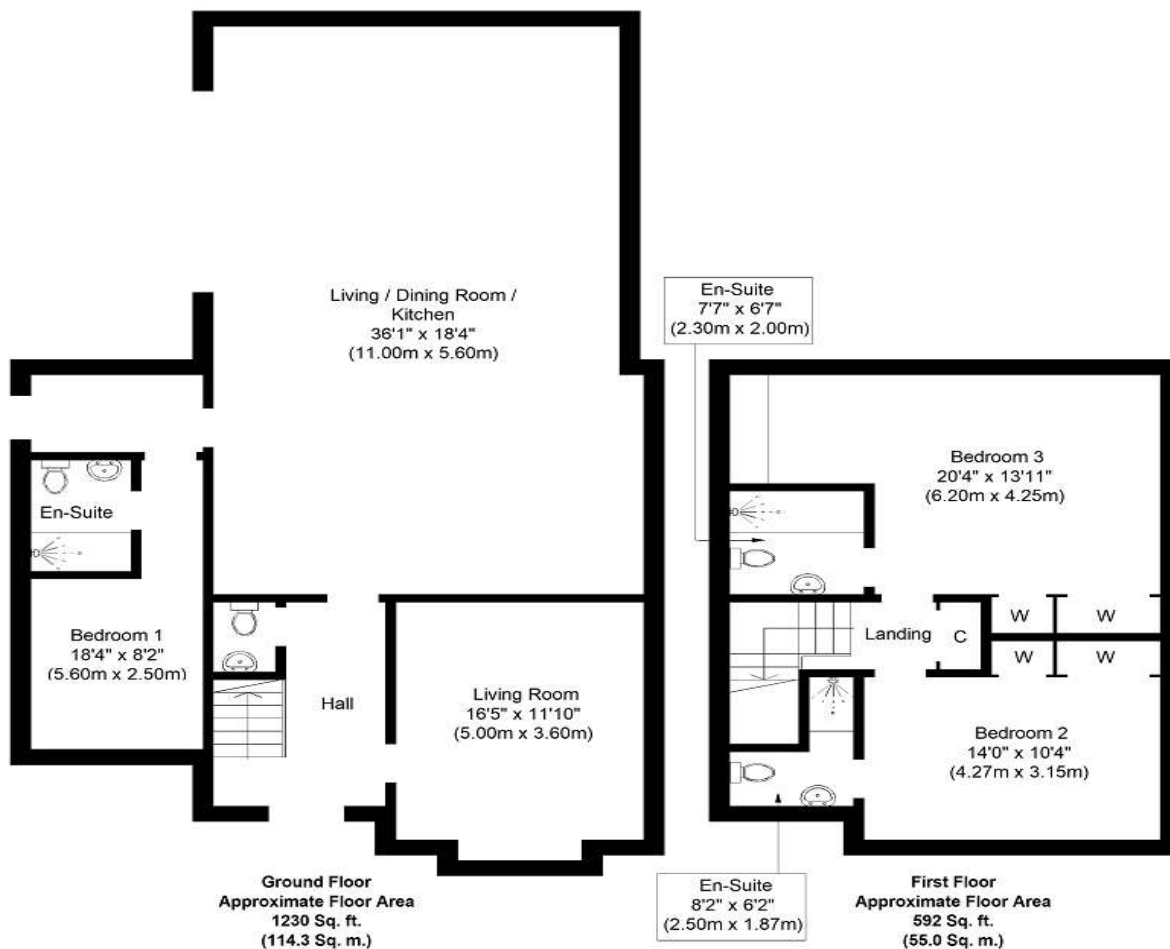 Living / Dining Room /
Kitchen
36'1" x 18'4"
(11.00m x 5.60m)
En-Suite
Bedroom 1
18'4" x 8'2"
(5.60m x 2.50m)
Hall
Living Room
16'5" x 11'10"
(5.00m x 3.60m)
Ground Floor
Approximate Floor Area
1230 Sq. ft.
(114.3 Sq. m.)
En-Suite
7'7" x 6'7"
(2.30m x 2.00m)
Bedroom 3
20'4" x 13'11"
(6.20m x 4.25m)
W
W
Landing
C
W
W
Bedroom 2
14'0" x 10'4"
(4.27m x 3.15m)
En-Suite
8'2" x 6'2"
(2.50m x 1.87m)
First Floor
Approximate Floor Area
592 Sq. ft.
(55.0 Sq. m.)